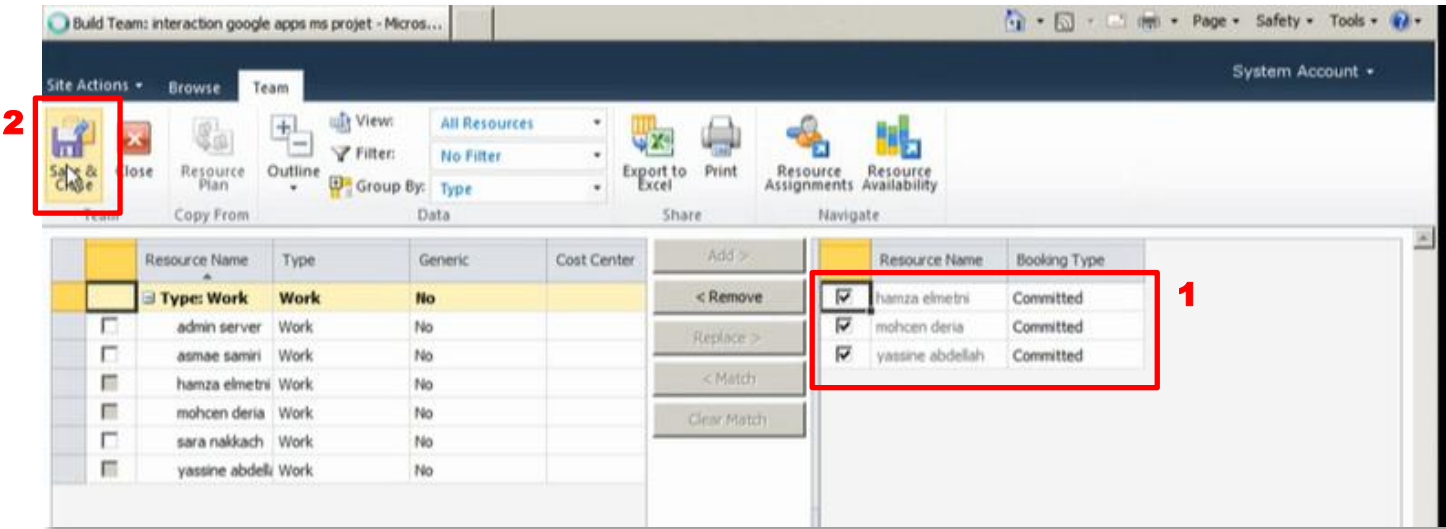 Build Team: interaction google apps ms projet - Micros...
Page Safety Tools
System Account
Site Actions Browse Team
2
View: All Resources
Filter: No Filter
Group By: Type
Save & Close
Close
Resource Plan
Outline
Export to Excel
Print
Resource Assignments
Resource Availability
Team Copy From Data Share Navigate
Resource Name Type Generic Cost Center
Type: Work Work No
admin server Work No
asmae samiri Work No
hamza elmetni Work No
mohcen deria Work No
sara nakkach Work No
yassine abdella Work No
Add >
< Remove
Replace >
< Match
Clear Match
Resource Name Booking Type
hamza elmetni Committed
mohcen deria Committed
yassine abdellah Committed
1